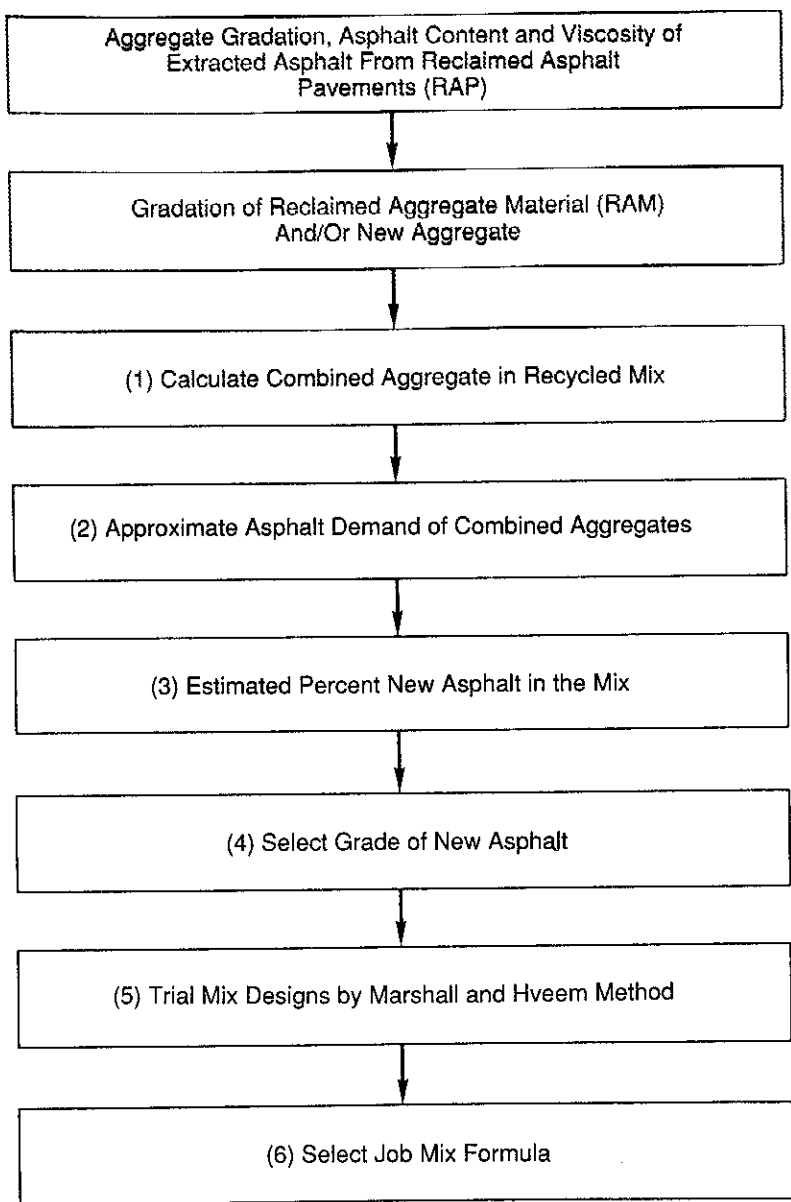 Aggregate Gradation, Asphalt Content and Viscosity of
Extracted Asphalt From Reclaimed Asphalt
Pavements (RAP)
Gradation of Reclaimed Aggregate Material (RAM)
And/Or New Aggregate
(1) Calculate Combined Aggregate in Recycled Mix
(2) Approximate Asphalt Demand of Combined Aggregates
(3) Estimated Percent New Asphalt in the Mix
(4) Select Grade of New Asphalt
(5) Trial Mix Designs by Marshall and Hveem Method
(6) Select Job Mix Formula